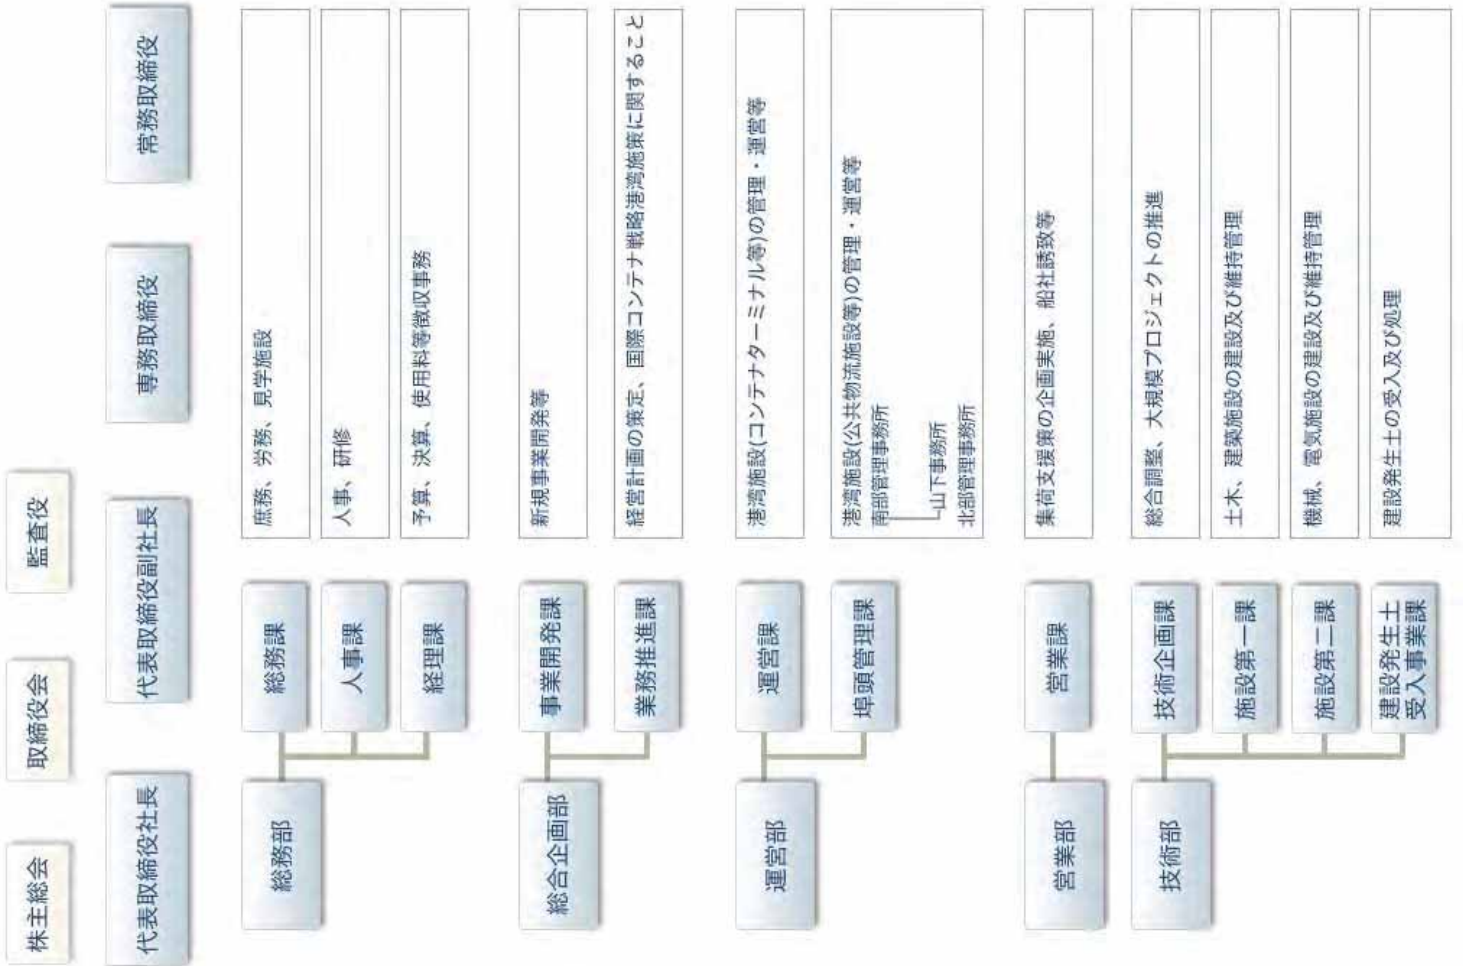 株主総会
取締役会
監査役
代表取締役社長
代表取締役副社長
専務取締役
常務取締役
総務部
総務課
庶務、労務、見学施設
人事課
人事、研修
経理課
予算、決算、使用料等徴収事務
総合企画部
事業開発課
新規事業開発等
業務推進課
経営計画の策定、国際コンテナ戦略港湾施策に関すること
運営部
運営課
港湾施設(コンテナターミナル等)の管理・運営等
埠頭管理課
港湾施設(公共物流施設等)の管理・運営等
南部管理事務所
山下事務所
北部管理事務所
営業部
営業課
集荷支援策の企画実施、船社誘致等
技術部
技術企画課
総合調整、大規模プロジェクトの推進
施設第一課
土木、建築施設の建設及び維持管理
施設第二課
機械、電気施設の建設及び維持管理
建設発生土
受入事業課
建設発生土の受入及び処理